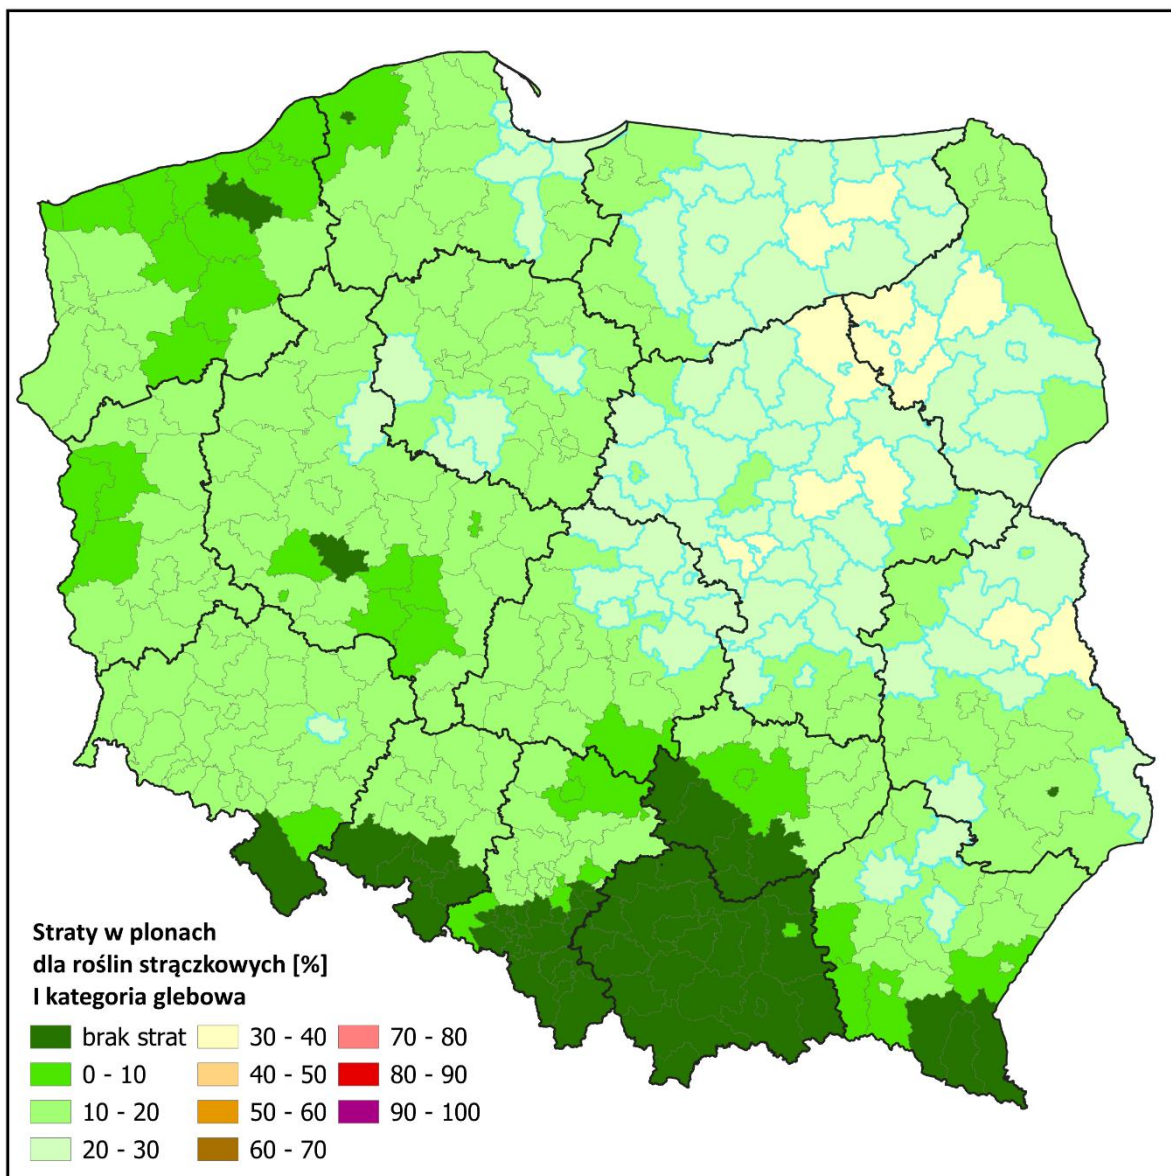 Straty w plonach
dla roślin strączkowych [%]
I kategoria glebowa
brak strat
0 - 10
10 - 20
20 - 30
30 - 40
40 - 50
50 - 60
60 - 70
70 - 80
80 - 90
90 - 100